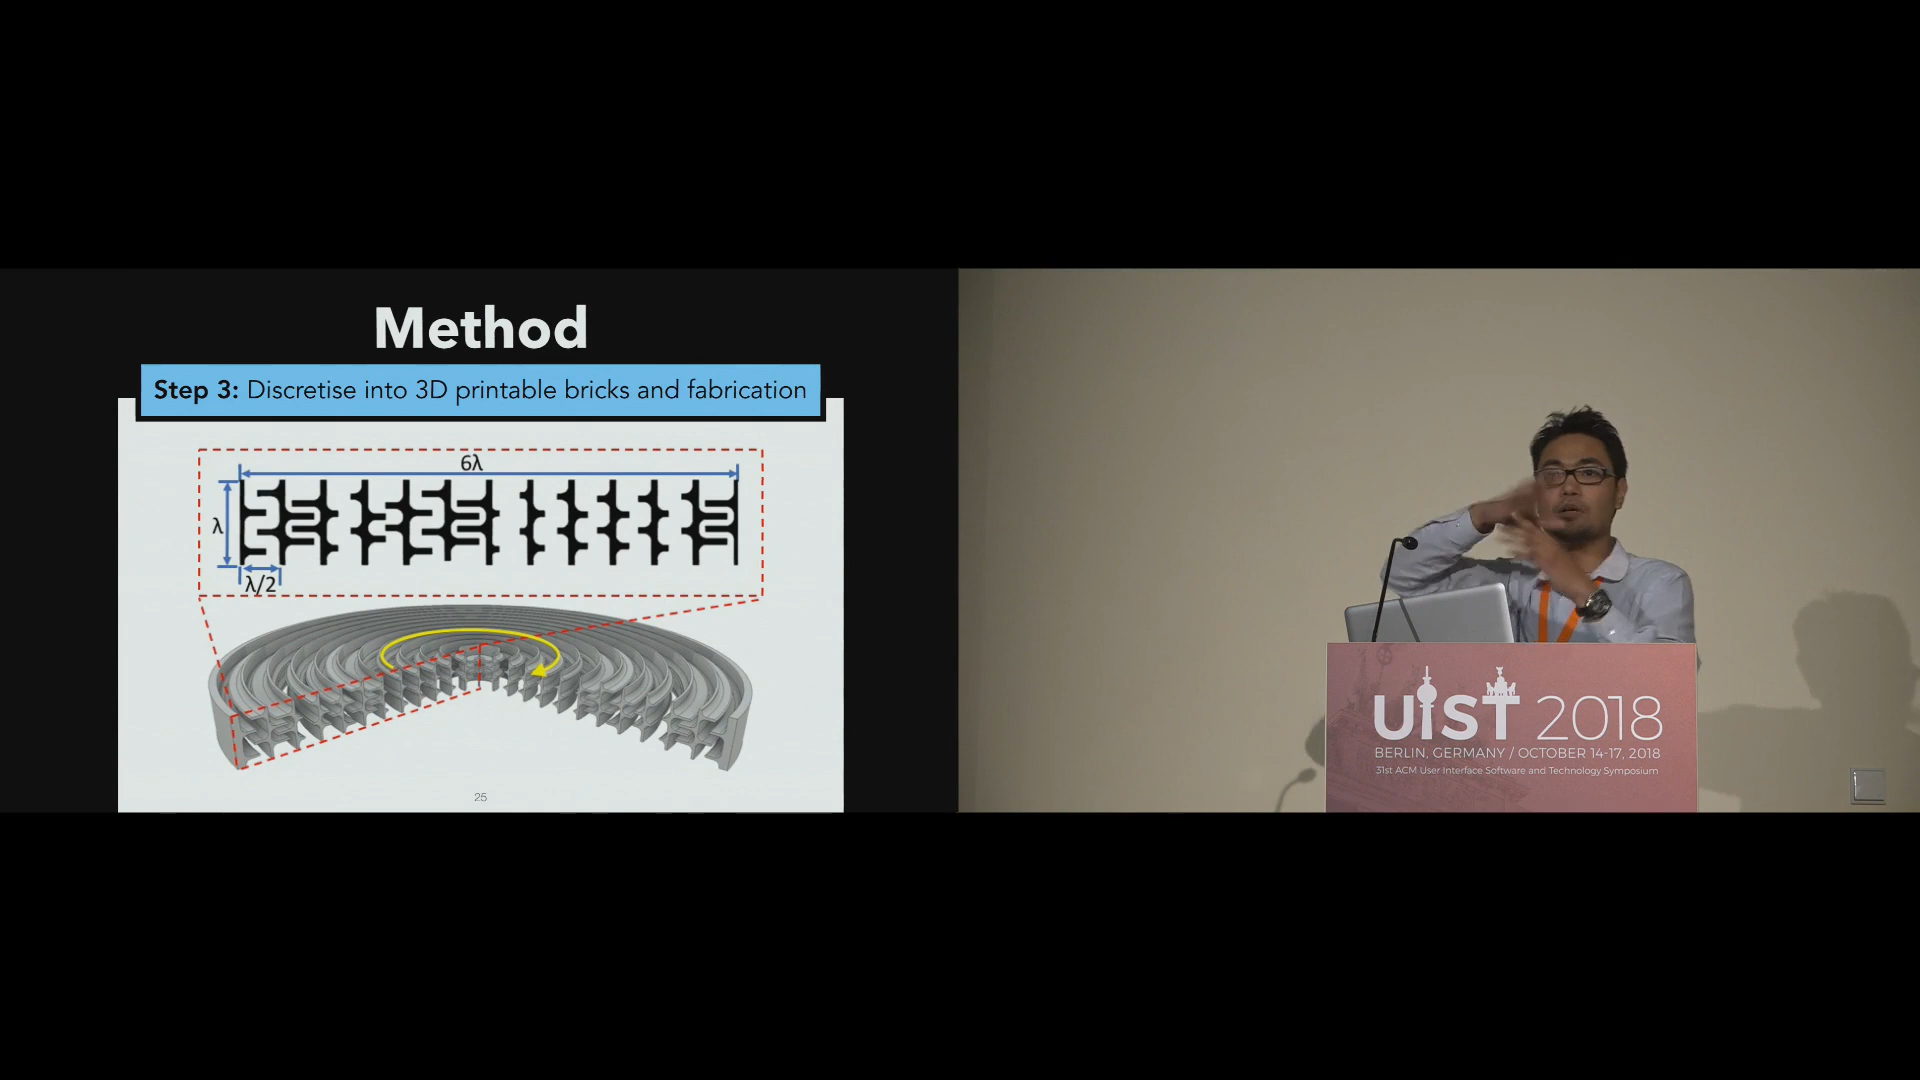 Method
Step 3: Discretise into 3D printable bricks and fabrication
6λ
λ
λ/2
25
UIST 2018
BERLIN, GERMANY / OCTOBER 14-17, 2018
31st ACM User Interface Software and Technology Symposium